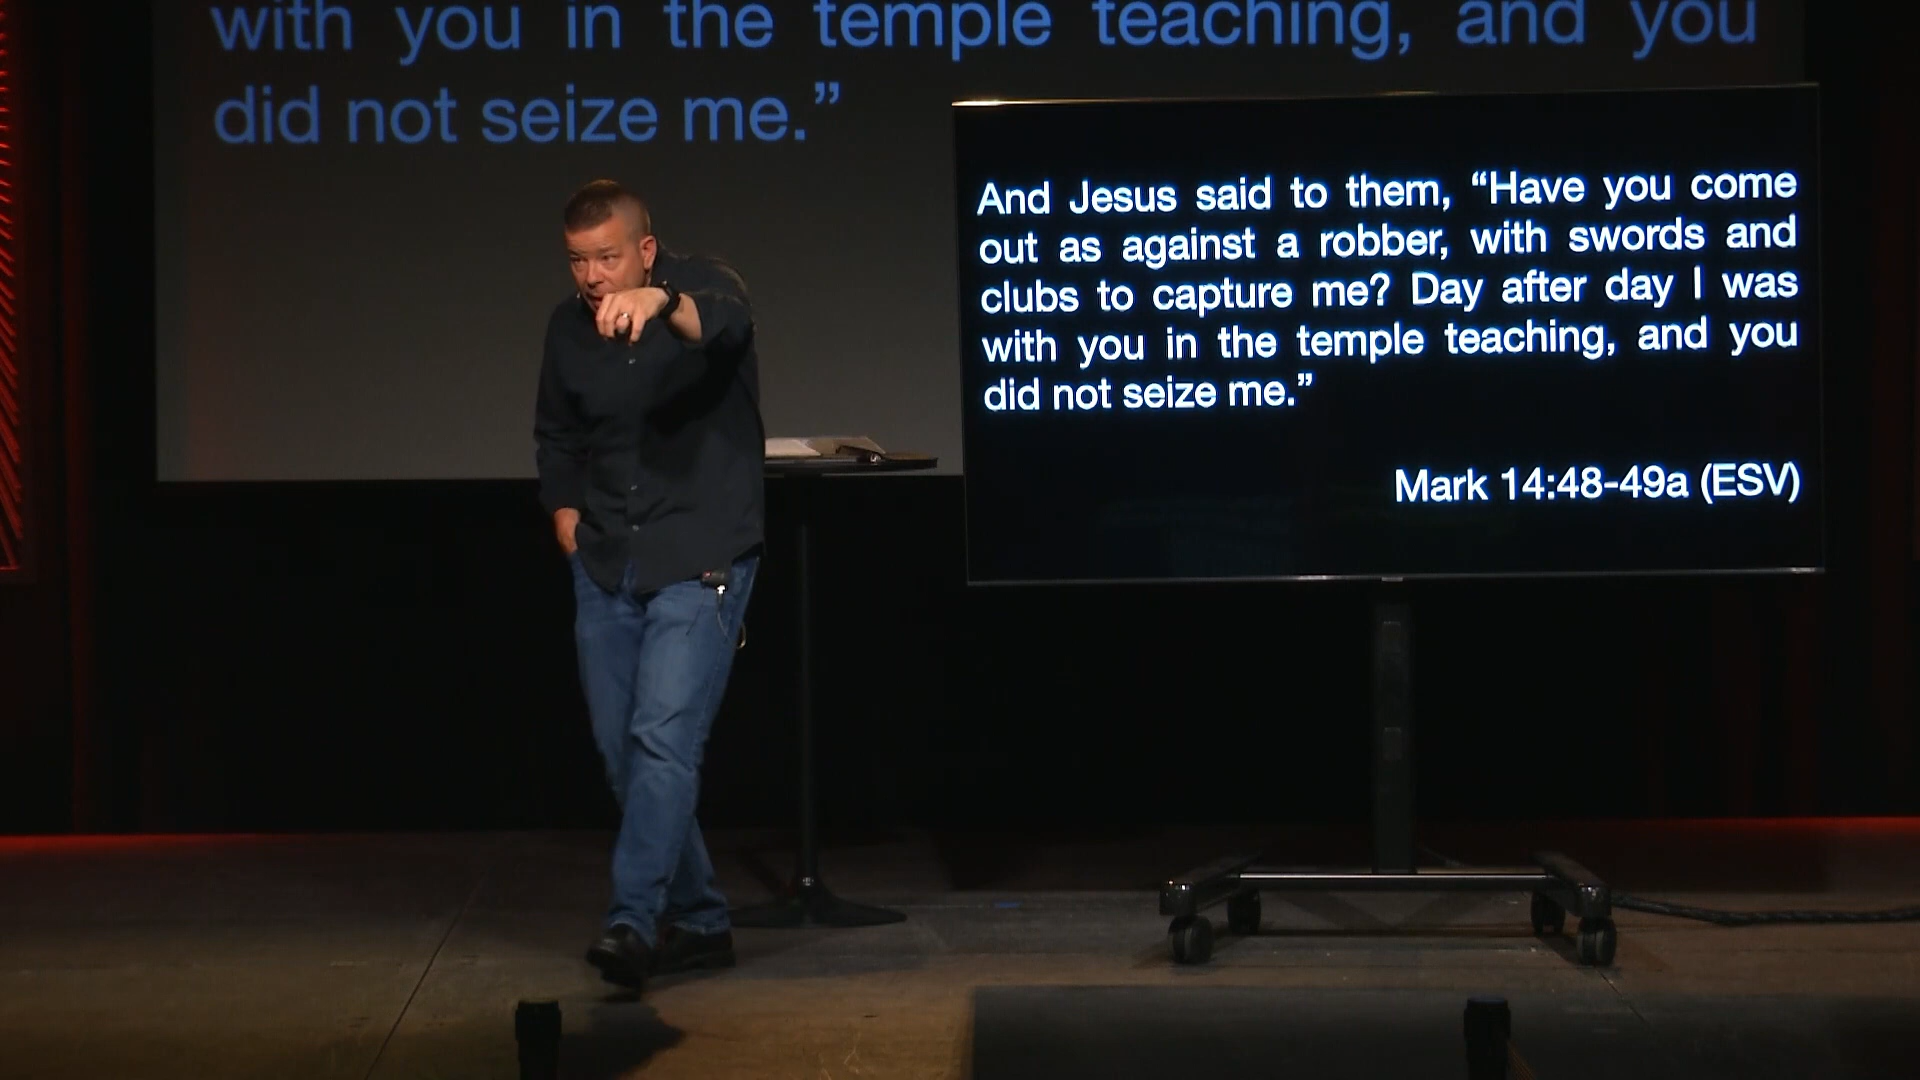 with you in the temple teaching, and you
did not seize me.”
And Jesus said to them, “Have you come
out as against a robber, with swords and
clubs to capture me? Day after day I was
with you in the temple teaching, and you
did not seize me.”
Mark 14:48-49a (ESV)